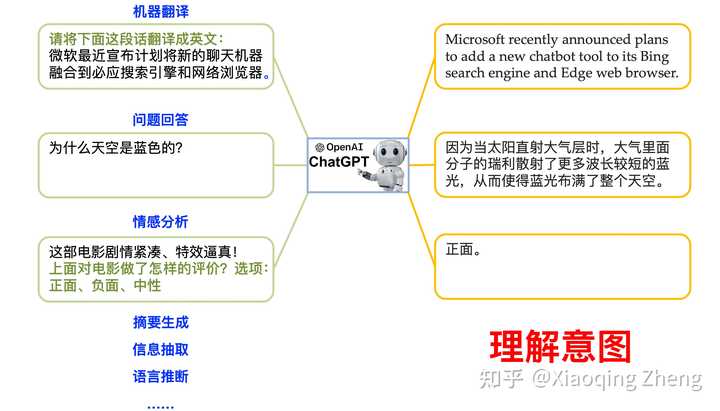 机器翻译
请将下面这段话翻译成英文:
微软最近宣布计划将新的聊天机器
融合到必应搜索引擎和网络浏览器。
Microsoft recently announced plans
to add a new chatbot tool to its Bing
search engine and Edge web browser.
问题回答
为什么天空是蓝色的?
OpenAI
ChatGPT
因为当太阳直射大气层时，大气里面
分子的瑞利散射了更多波长较短的蓝
光，从而使得蓝光布满了整个天空。
情感分析
这部电影剧情紧凑、特效逼真!
上面对电影做了怎样的评价? 选项:
正面、负面、中性
正面。
摘要生成
信息抽取
语言推断
……
理解意图
知乎 @Xiaoqing Zheng